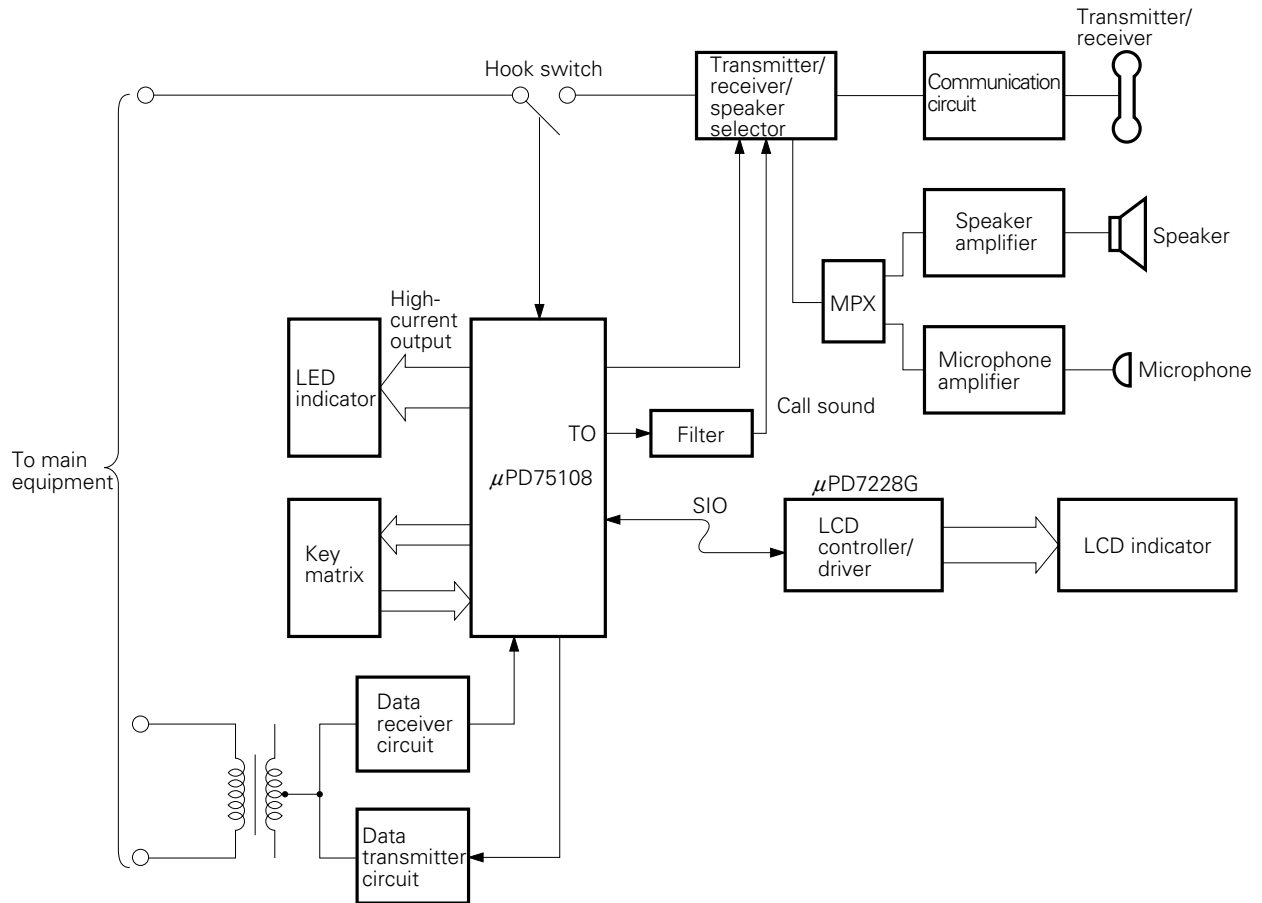 Transmitter/
receiver
Hook switch
Transmitter/
receiver/
speaker
selector
Communication
circuit
Speaker
amplifier
Speaker
MPX
High-
current
output
LED
indicator
Microphone
amplifier
Microphone
Call sound
TO
Filter
To main
equipment
μPD75108
μPD7228G
SIO
LCD
controller/
driver
LCD indicator
Key
matrix
Data
receiver
circuit
Data
transmitter
circuit